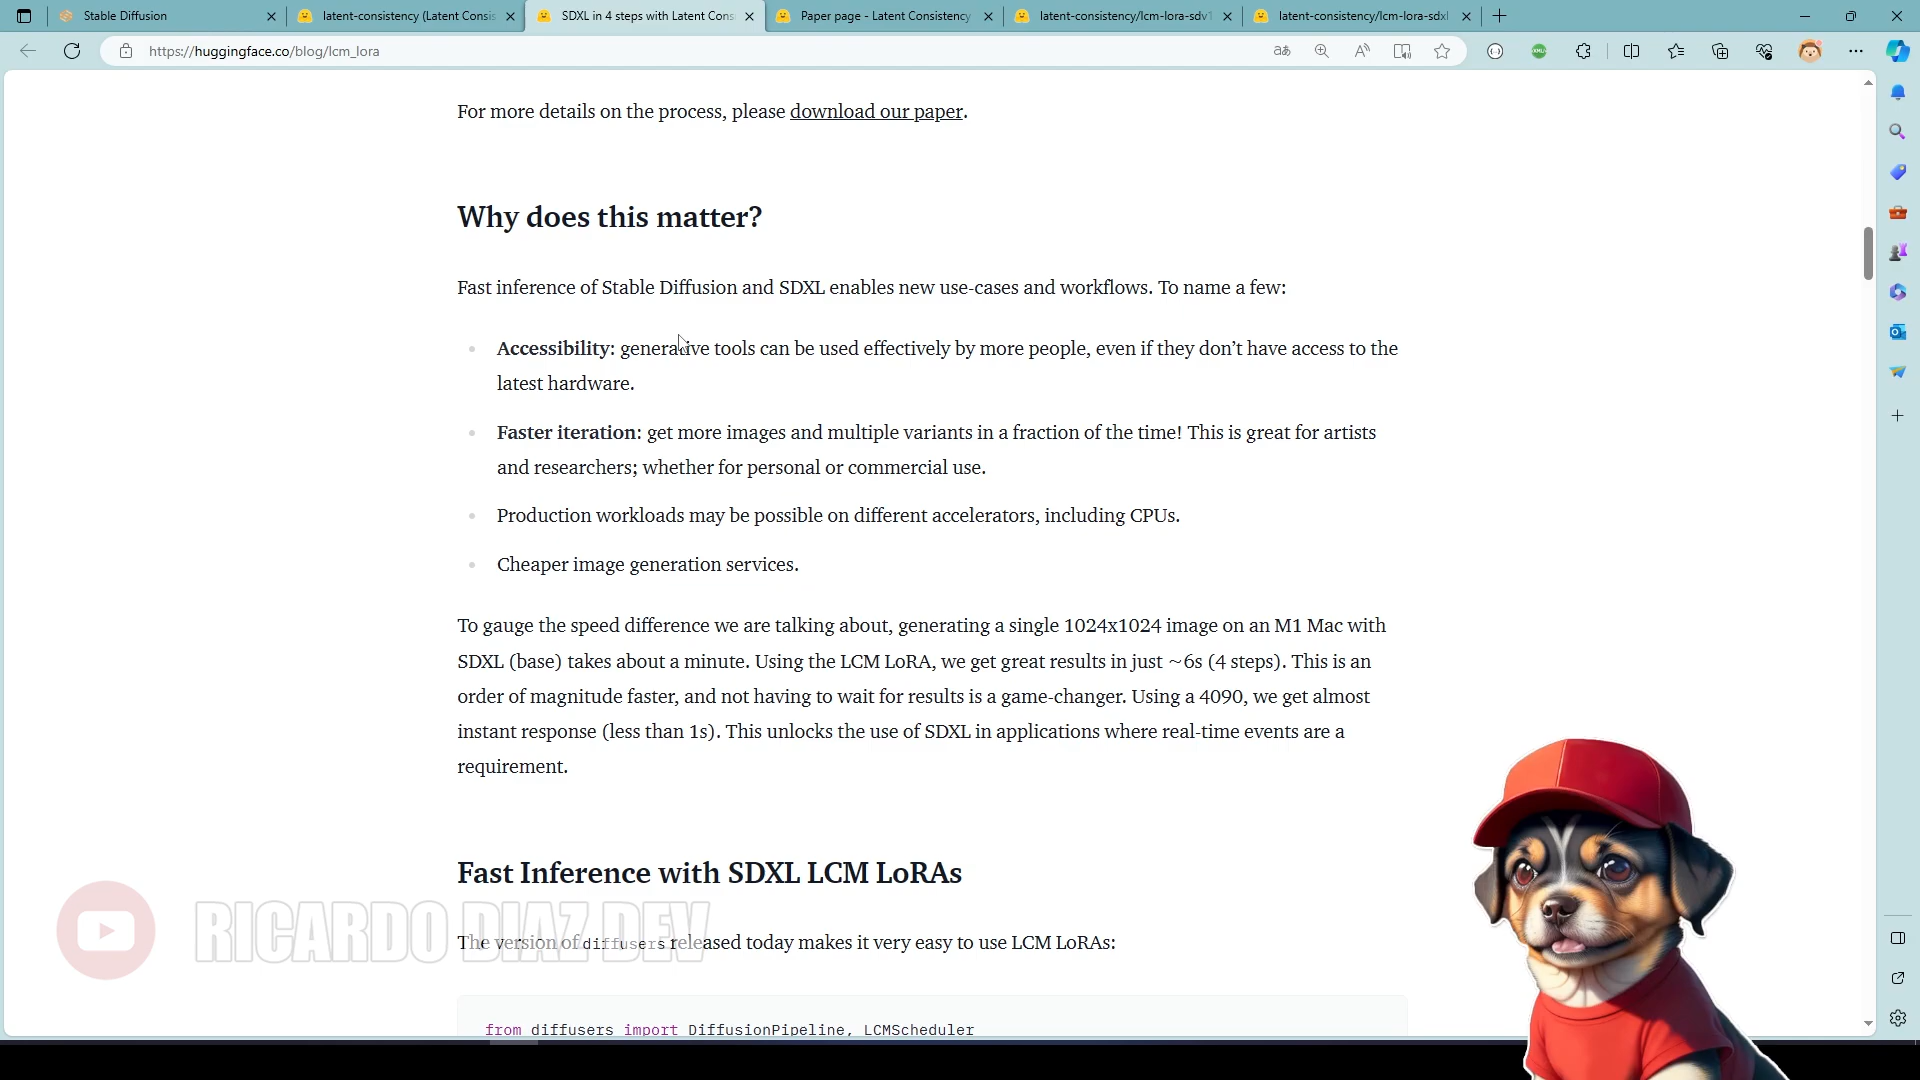 Stable Diffusion
latent-consistency (Latent Consis
SDXL in 4 steps with Latent Cons
Paper page - Latent Consistency
latent-consistency/lcm-lora-sdv1
latent-consistency/lcm-lora-sdxl
https://huggingface.co/blog/lcm_lora
For more details on the process, please download our paper.
Why does this matter?
Fast inference of Stable Diffusion and SDXL enables new use-cases and workflows. To name a few:
Accessibility: generative tools can be used effectively by more people, even if they don’t have access to the
latest hardware.
Faster iteration: get more images and multiple variants in a fraction of the time! This is great for artists
and researchers; whether for personal or commercial use.
Production workloads may be possible on different accelerators, including CPUs.
Cheaper image generation services.
To gauge the speed difference we are talking about, generating a single 1024x1024 image on an M1 Mac with
SDXL (base) takes about a minute. Using the LCM LoRA, we get great results in just ~6s (4 steps). This is an
order of magnitude faster, and not having to wait for results is a game-changer. Using a 4090, we get almost
instant response (less than 1s). This unlocks the use of SDXL in applications where real-time events are a
requirement.
Fast Inference with SDXL LCM LoRAs
RICARDO DIAZ DEV
The version of diffusers released today makes it very easy to use LCM LoRAs:
from diffusers import DiffusionPipeline, LCMScheduler